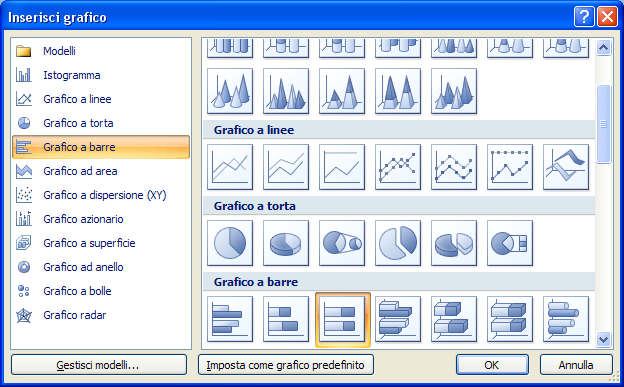 Inserisci grafico
Modelli
Istogramma
Grafico a linee
Grafico a torta
Grafico a barre
Grafico ad area
Grafico a dispersione (XY)
Grafico azionario
Grafico a superficie
Grafico ad anello
Grafico a bolle
Grafico radar
Grafico a linee
Grafico a torta
Grafico a barre
Gestisci modelli...
Imposta come grafico predefinito
OK
Annulla